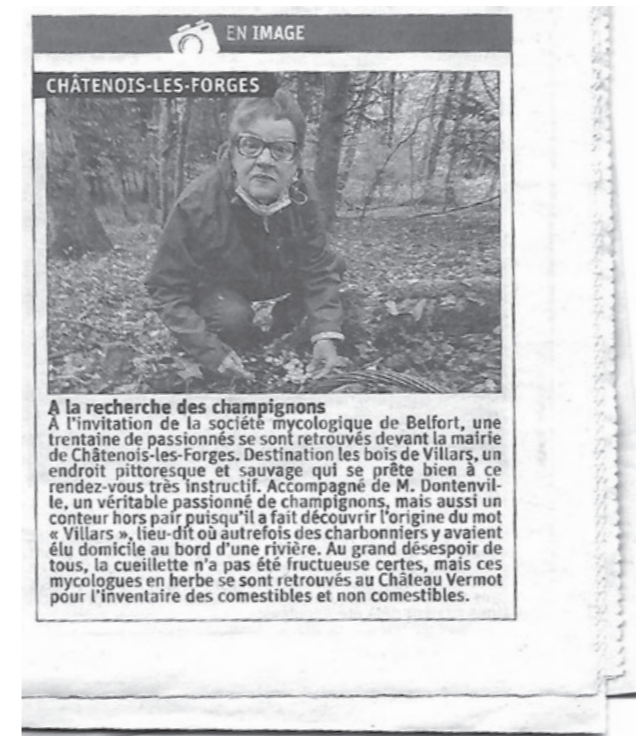 EN IMAGE
CHÂTENOIS-LES-FORGES
A la recherche des champignons
À l'invitation de la société mycologique de Belfort, une
trentaine de passionnés se sont retrouvés devant la mairie
de Châtenois-les-Forges. Destination les bois de Villars, un
endroit pittoresque et sauvage qui se prête bien à ce
rendez-vous très instructif. Accompagné de M. Dontenvil-
le, un véritable passionné de champignons, mais aussi un
conteur hors pair puisqu'il a fait découvrir l'origine du mot
« Villars », lieu-dit où autrefois des charbonniers y avaient
élu domicile au bord d'une rivière. Au grand désespoir de
tous, la cueillette n'a pas été fructueuse certes, mais ces
mycologues en herbe se sont retrouvés au Château Vermot
pour l'inventaire des comestibles et non comestibles.